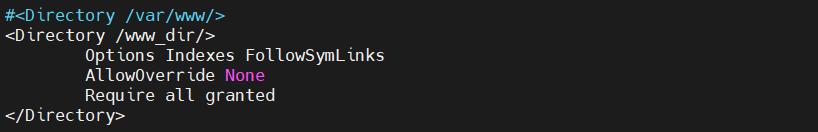 #<Directory /var/www/>
<Directory /www_dir/>
        Options Indexes FollowSymLinks
        AllowOverride None
        Require all granted
</Directory>